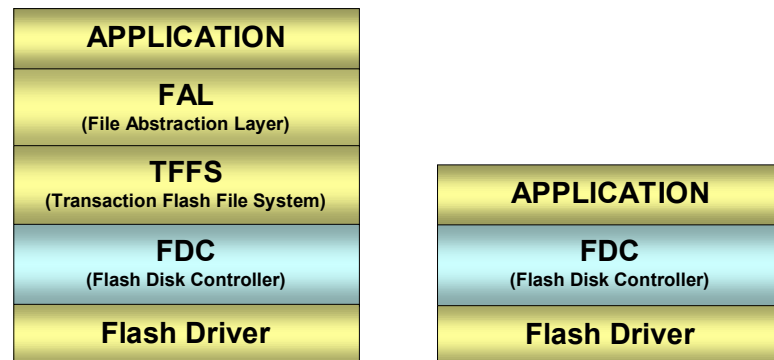 APPLICATION
FAL
(File Abstraction Layer)
TFFS
(Transaction Flash File System)
FDC
(Flash Disk Controller)
Flash Driver
APPLICATION
FDC
(Flash Disk Controller)
Flash Driver